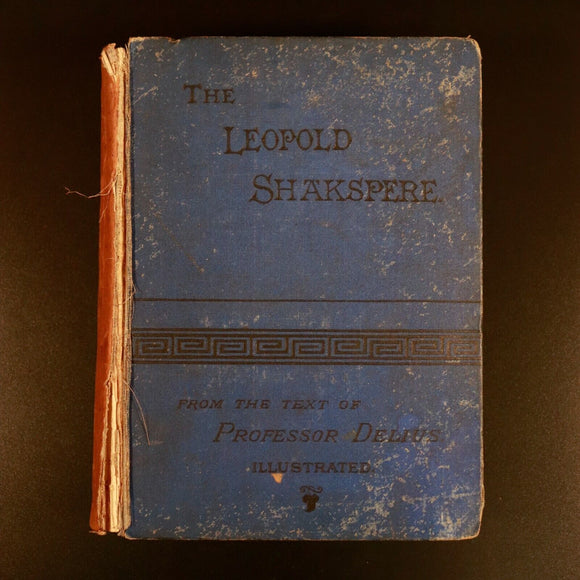 THE
LEOPOLD
SHAKSPERE.
FROM THE TEXT OF
PROFESSOR DELIUS
ILLUSTRATED.